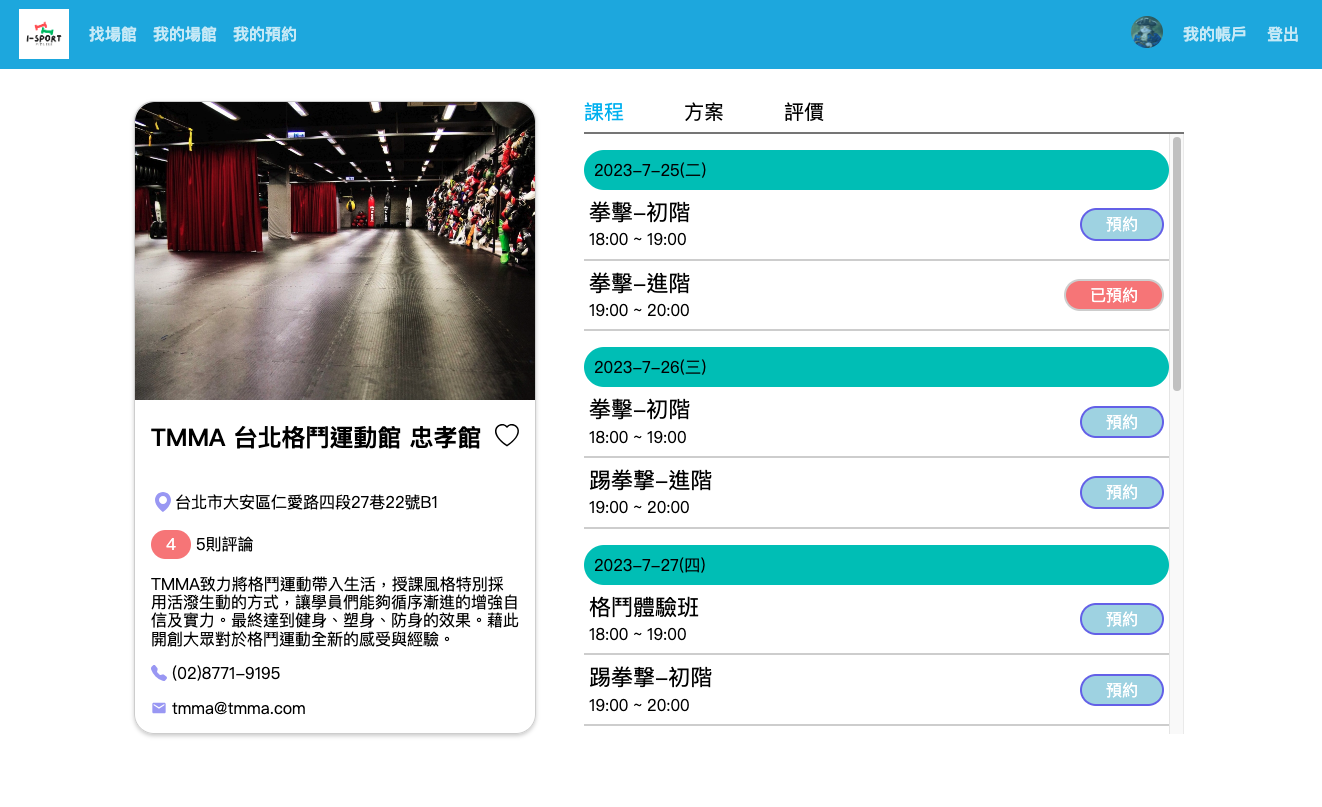 I-SPORT
找場館
我的場館
我的預約
我的帳戶
登出
TMMA 台北格鬥運動館 忠孝館
台北市大安區仁愛路四段27巷22號B1
4
5則評論
TMMA致力將格鬥運動帶入生活，授課風格特別採
用活潑生動的方式，讓學員們能夠循序漸進的增強自
信及實力。最終達到健身、塑身、防身的效果。藉此
開創大眾對於格鬥運動全新的感受與經驗。
(02)8771-9195
tmma@tmma.com
課程
方案
評價
2023-7-25(二)
拳擊-初階
18:00 ~ 19:00
預約
拳擊-進階
19:00 ~ 20:00
已預約
2023-7-26(三)
拳擊-初階
18:00 ~ 19:00
預約
踢拳擊-進階
19:00 ~ 20:00
預約
2023-7-27(四)
格鬥體驗班
18:00 ~ 19:00
預約
踢拳擊-初階
19:00 ~ 20:00
預約